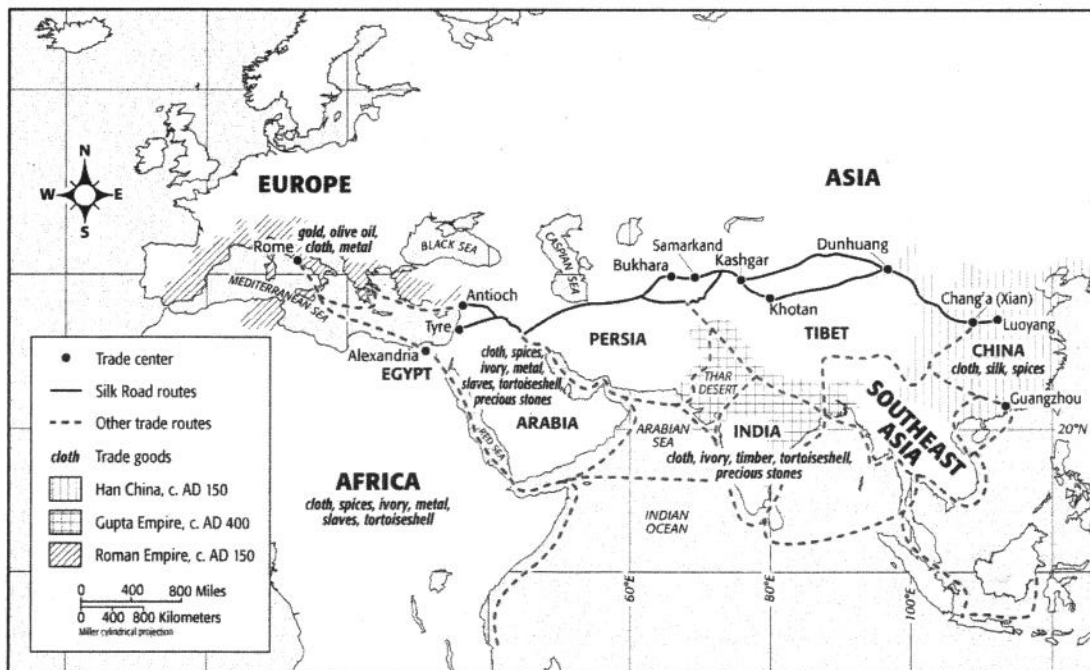 N
W E
S
EUROPE
ASIA
gold, olive oil,
cloth, metal
Rome
BLACK SEA
CASPIAN SEA
MEDITERRANEAN SEA
Samarkand
Bukhara
Kashgar
Dunhuang
Khotan
Chang'a (Xian)
Luoyang
Antioch
Tyre
Alexandria
EGYPT
PERSIA
TIBET
CHINA
cloth, silk, spices
Guangzhou
cloth, spices,
ivory, metal,
slaves, tortoiseshell,
precious stones
ARABIA
RED SEA
THAR
DESERT
ARABIAN
SEA
INDIA
cloth, ivory, timber, tortoiseshell,
precious stones
SOUTHEAST
ASIA
20°N
AFRICA
cloth, spices, ivory, metal,
slaves, tortoiseshell
INDIAN
OCEAN
60°E
80°E
100°E
Trade center
Silk Road routes
Other trade routes
cloth Trade goods
Han China, c. AD 150
Gupta Empire, c. AD 400
Roman Empire, c. AD 150
0 400 800 Miles
0 400 800 Kilometers
Miller cylindrical projection